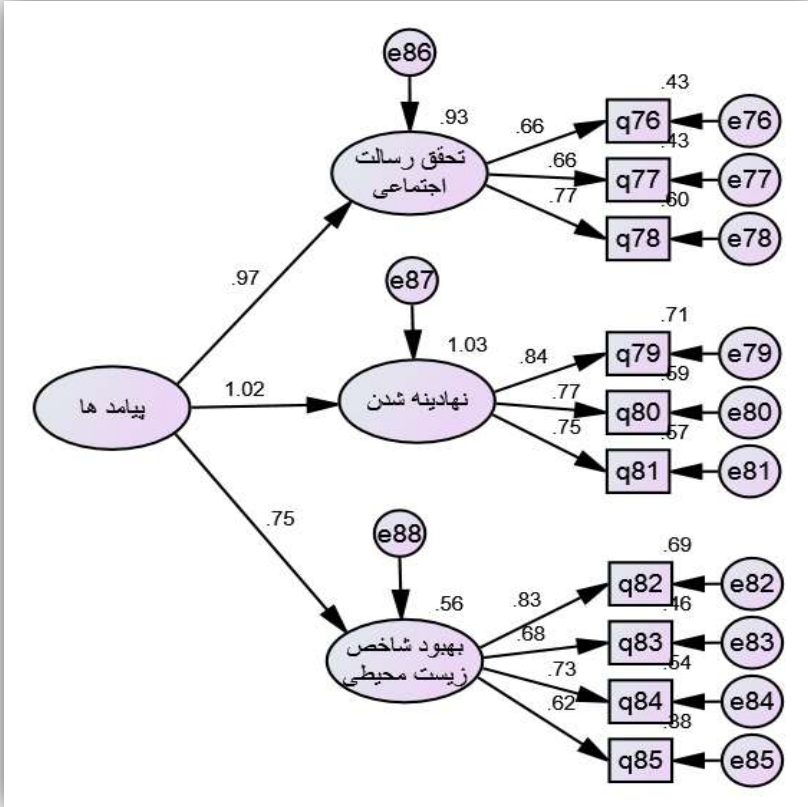 e86
.93
تحقق رسالت
اجتماعی
.66
.66
.77
.43
q76
e76
.43
q77
e77
.60
q78
e78
.97
e87
1.03
نهادینه شدن
.84
.77
.75
.71
q79
e79
.59
q80
e80
.57
q81
e81
پیامد ها
1.02
.75
e88
.56
بهبود شاخص
زیست محیطی
.83
.68
.73
.62
.69
q82
e82
.46
q83
e83
.54
q84
e84
.38
q85
e85